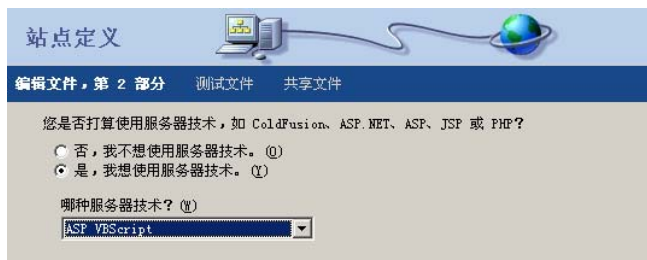 站点定义
编辑文件，第 2 部分 测试文件 共享文件
您是否打算使用服务器技术，如 ColdFusion、ASP.NET、ASP、JSP 或 PHP？
否，我不想使用服务器技术。(O)
是，我想使用服务器技术。(Y)
哪种服务器技术？(W)
ASP VBScript